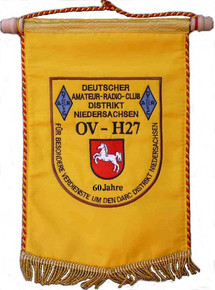 DEUTSCHER
AMATEUR-RADIO-CLUB
DISTRIKT
NIEDERSACHSEN
OV-H27
60 Jahre
FÜR BESONDERE VERDIENSTE UM DEN DARC DISTRIKT NIEDERSACHSEN